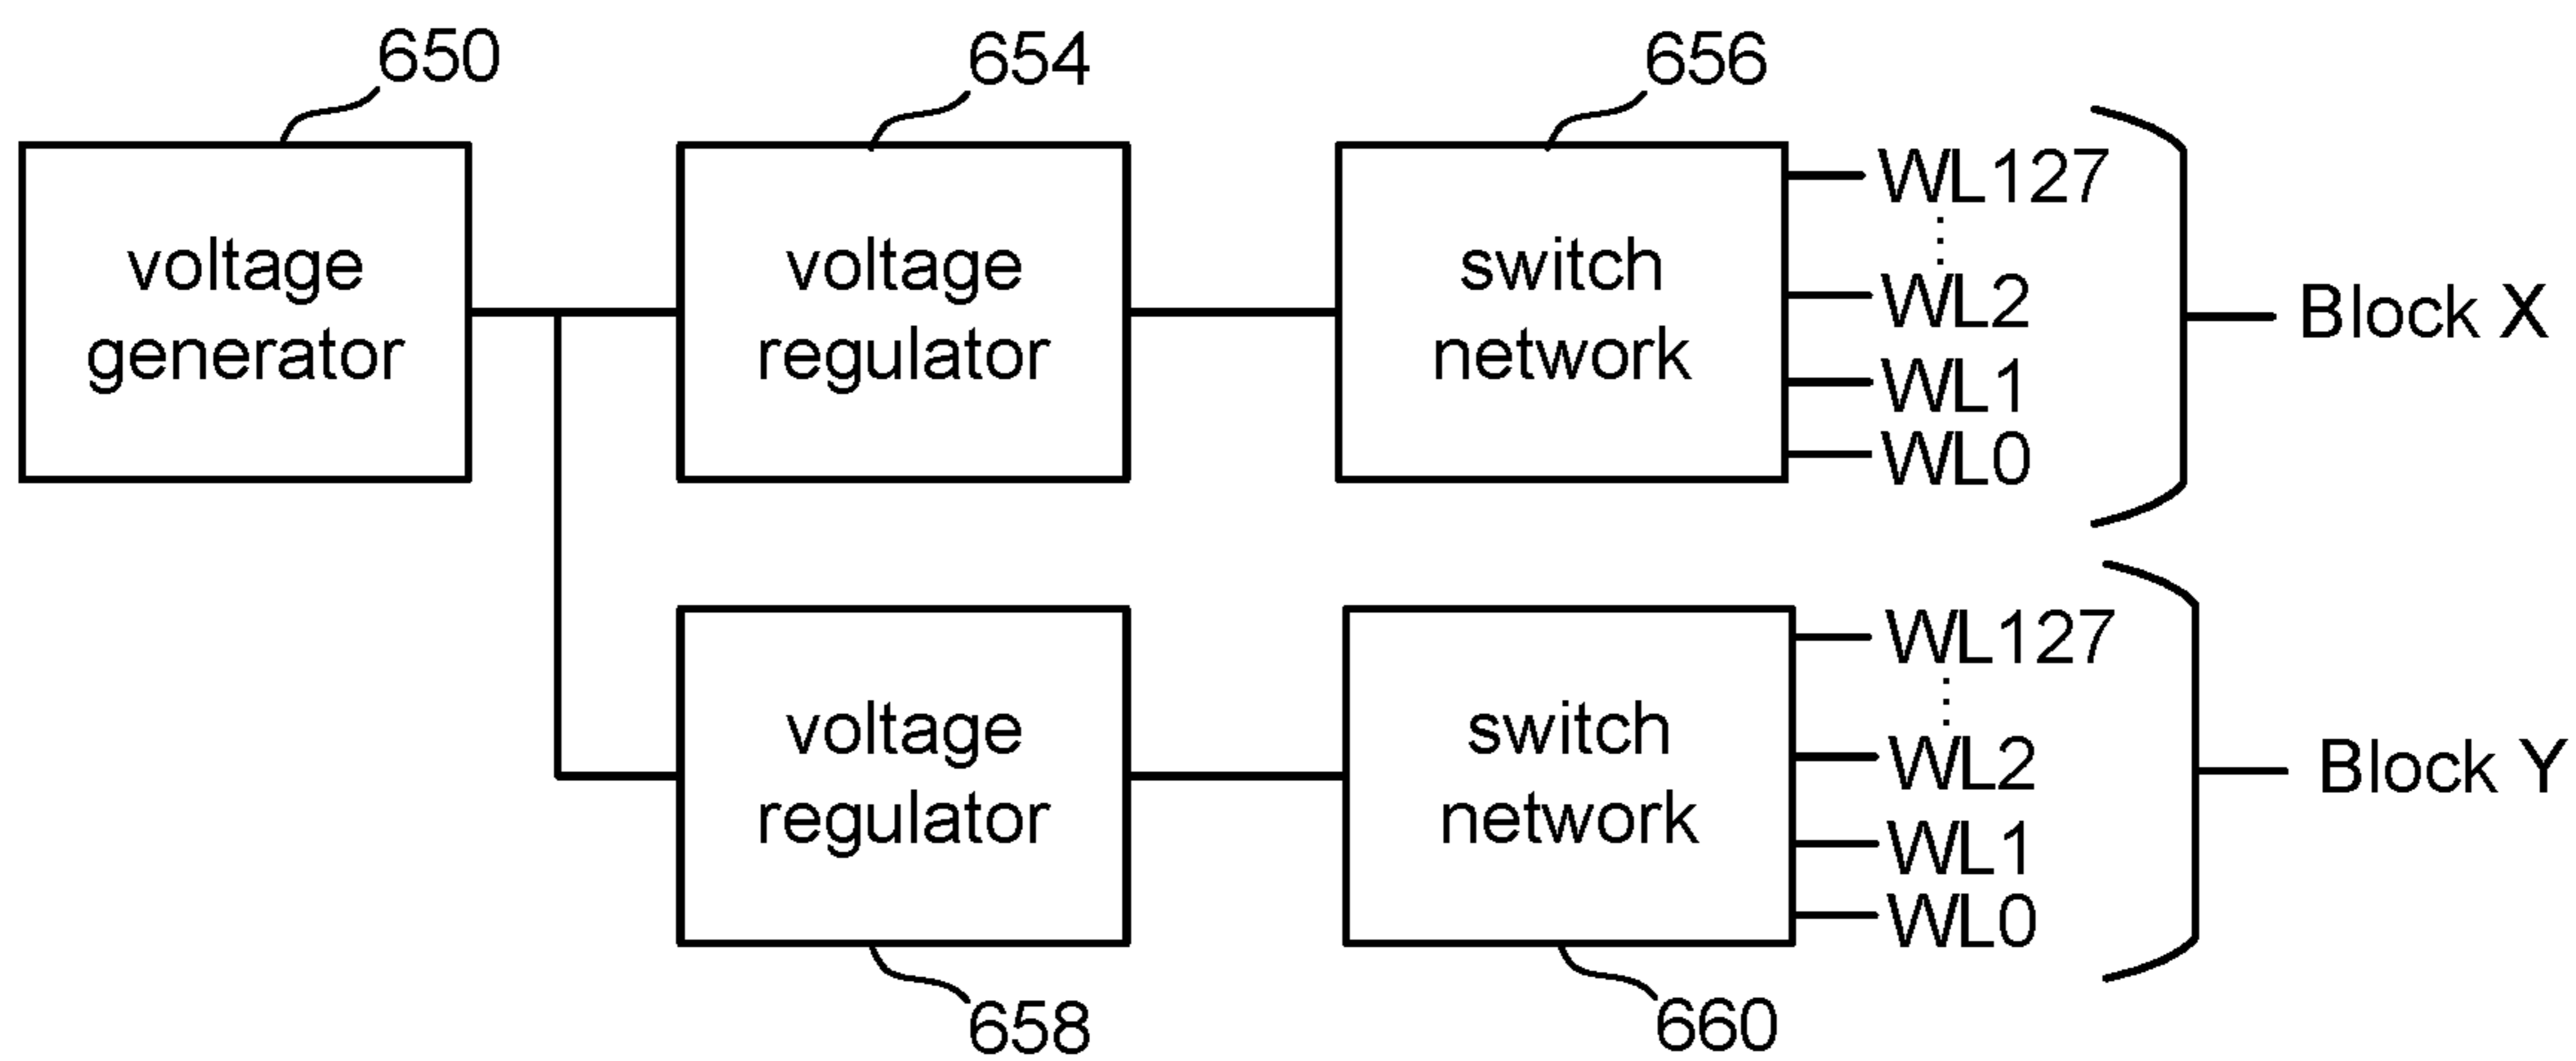 650
654
656
voltage
generator
voltage
regulator
switch
network
WL127
WL2
WL1
WL0
Block X
voltage
regulator
switch
network
WL127
WL2
WL1
WL0
Block Y
658
660